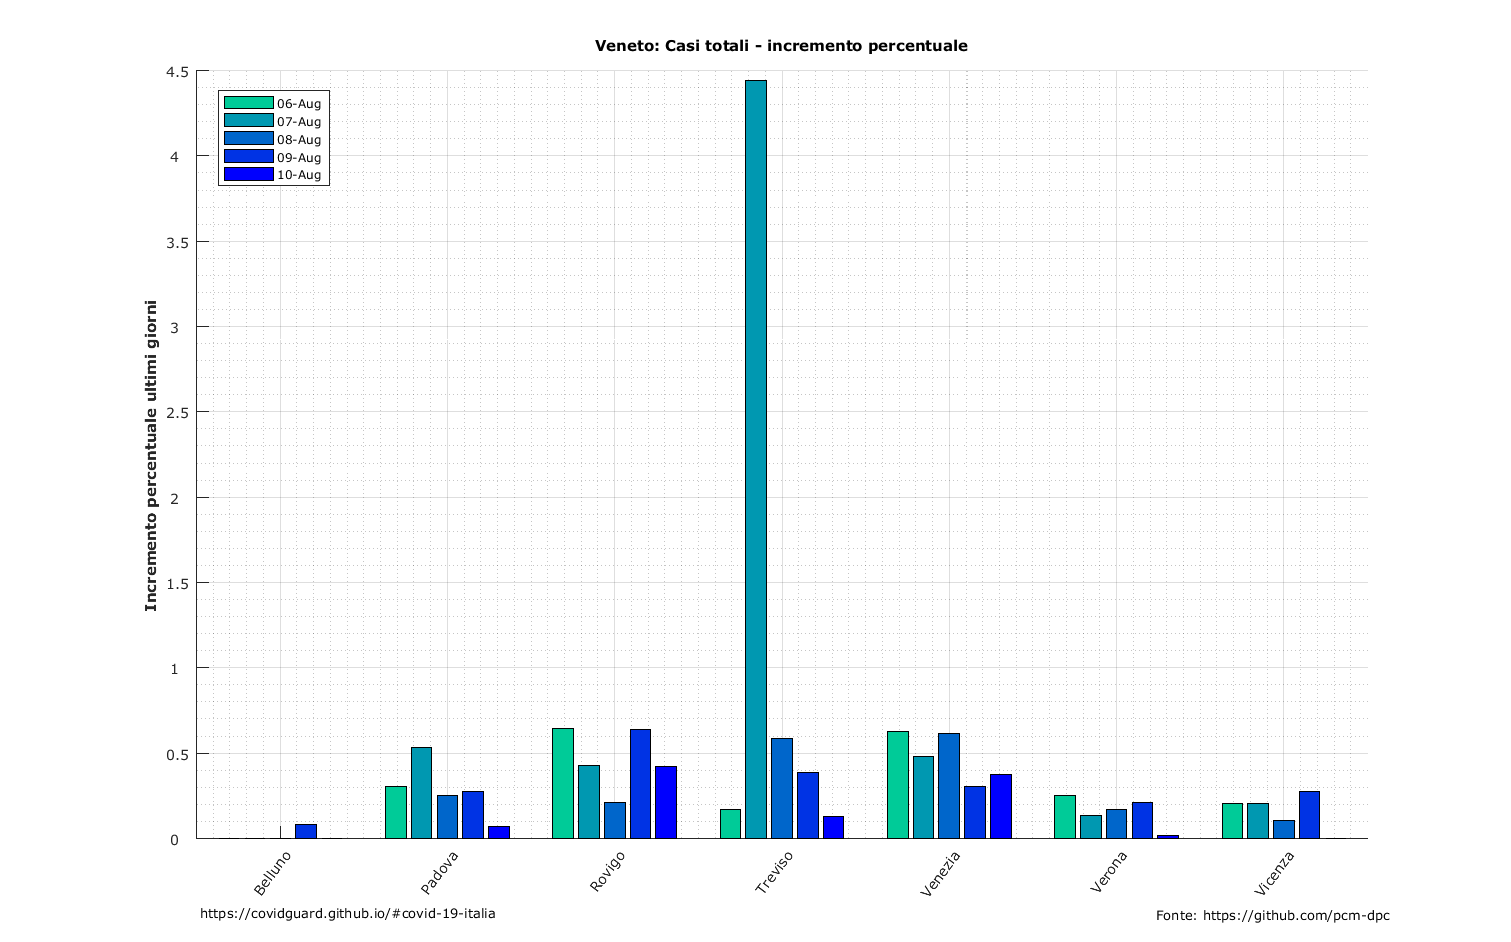 Veneto: Casi totali - incremento percentuale
4.5
4
3.5
3
2.5
2
1.5
1
0.5
0
Incremento percentuale ultimi giorni
06-Aug
07-Aug
08-Aug
09-Aug
10-Aug
Belluno
Padova
Rovigo
Treviso
Venezia
Verona
Vicenza
https://covidguard.github.io/#covid-19-italia
Fonte: https://github.com/pcm-dpc